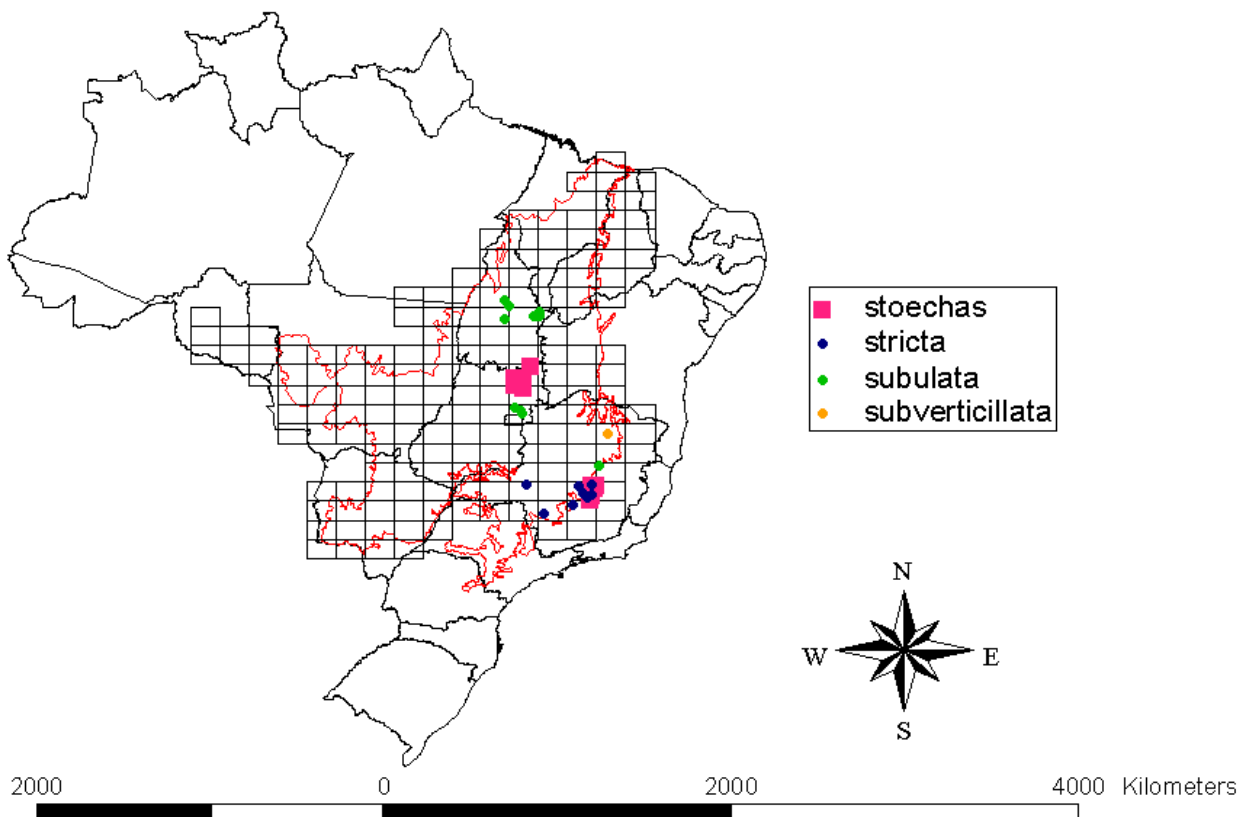 stoechas
stricta
subulata
subverticillata
N
W E
S
2000 0 2000 4000 Kilometers